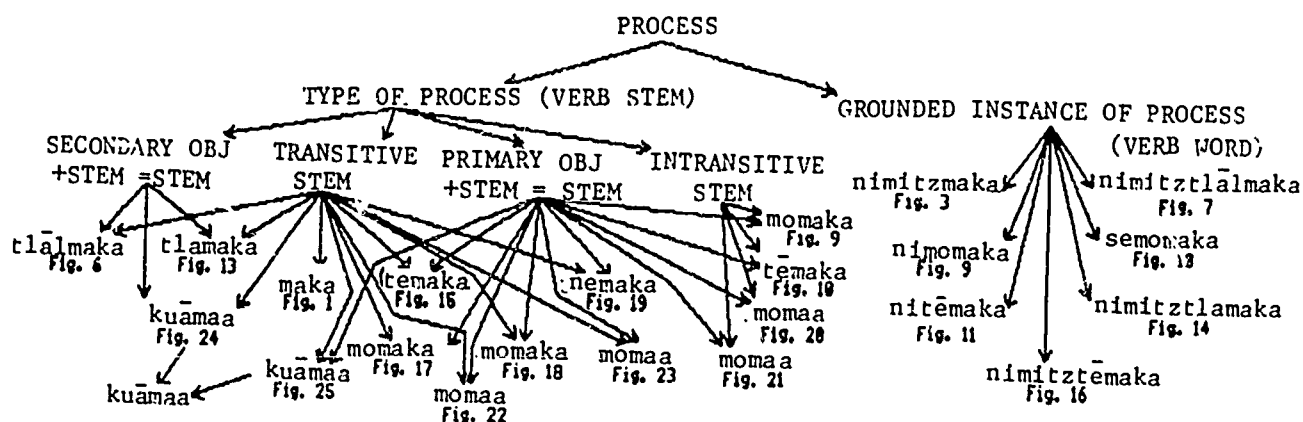 PROCESS
TYPE OF PROCESS (VERB STEM)
GROUNDED INSTANCE OF PROCESS
(VERB WORD)
SECONDARY OBJ
+STEM =STEM
TRANSITIVE
STEM
PRIMARY OBJ
+STEM = STEM
INTRANSITIVE
STEM
nimitzmaka
Fig. 3
nimitztlālmaka
Fig. 7
momaka
Fig. 9
tlālmaka
Fig. 6
tlamaka
Fig. 13
nimomaka
Fig. 9
semomaka
Fig. 13
maka
Fig. 1
tēmaka
Fig. 15
nemaka
Fig. 19
tēmaka
Fig. 10
kuāmaa
Fig. 24
momaa
Fig. 20
nitēmaka
Fig. 11
nimitztlamaka
Fig. 14
kuāmaa
kuāmaa
Fig. 25
momaka
Fig. 17
momaka
Fig. 18
momaa
Fig. 23
momaa
Fig. 21
momaa
Fig. 22
nimitztēmaka
Fig. 16